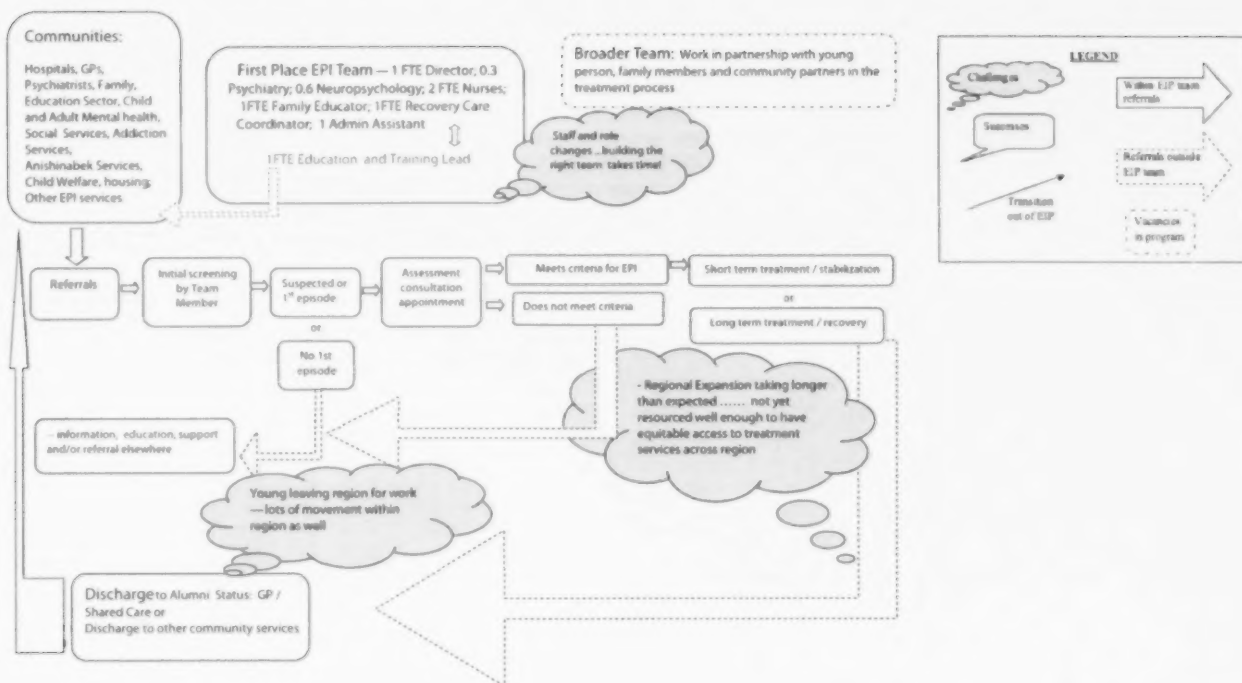 Communities:
Hospitals, GPs,
Psychiatrists, Family,
Education Sector, Child
and Adult Mental health,
Social Services, Addiction
Services,
Anishinabek Services,
Child Welfare, housing;
Other EPI services
First Place EPI Team — 1 FTE Director, 0.3
Psychiatry; 0.6 Neuropsychology; 2 FTE Nurses;
1FTE Family Educator; 1FTE Recovery Care
Coordinator; 1 Admin Assistant
1FTE Education and Training Lead
Staff and role
changes ...building the
right team takes time!
Broader Team: Work in partnership with young
person, family members and community partners in the
treatment process
LEGEND
Challenges
Within EIP team
referrals
Successes
Referrals outside
EIP team
Transition
out of EIP
Vacancies
in program
Referrals
Initial screening
by Team
Member
Suspected or
1st episode
or
No 1st
episode
Assessment
consultation
appointment
Meets criteria for EPI
Does not meet criteria
Short term treatment / stabilization
or
Long term treatment / recovery
- Regional Expansion taking longer
than expected ...... not yet
resourced well enough to have
equitable access to treatment
services across region
- information, education, support
and/or referral elsewhere
Young leaving region for work
— lots of movement within
region as well
Discharge to Alumni Status: GP /
Shared Care or
Discharge to other community services